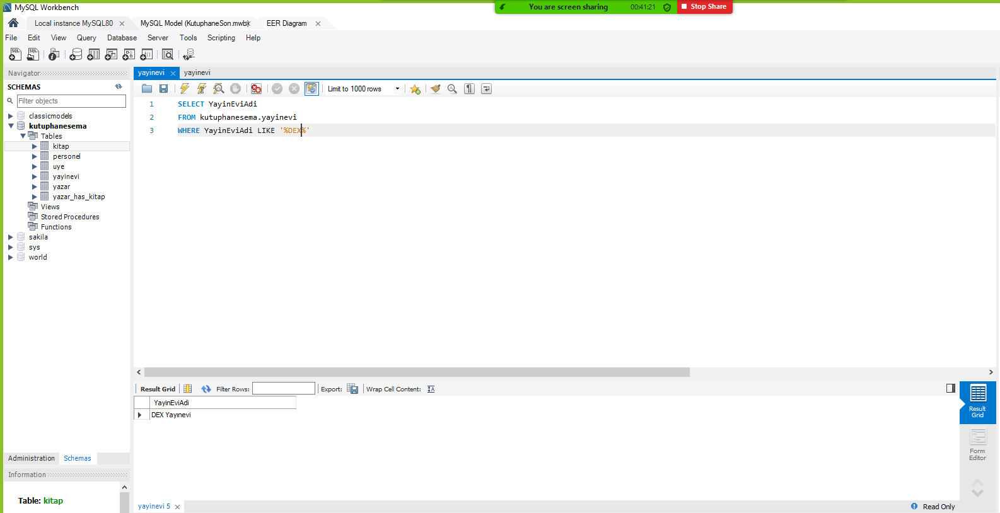 MySQL Workbench
You are screen sharing 00:41:21 Stop Share
Local instance MySQL80 MySQL Model (KutuphaneSon.mwb) EER Diagram
File Edit View Query Database Server Tools Scripting Help
Navigator
SCHEMAS
Filter objects
classicmodels
kutuphanesema
Tables
kitap
personel
uye
yayinevi
yazar
yazar_has_kitap
Views
Stored Procedures
Functions
sakila
sys
world
Administration Schemas
Information
Table: kitap
yayinevi yayinevi
Limit to 1000 rows
1 SELECT YayinEviAdi
2 FROM kutuphanesema.yayinevi
3 WHERE YayinEviAdi LIKE '%DEX%'
Result Grid Filter Rows: Export: Wrap Cell Content:
YayinEviAdi
DEX Yayınevi
Result
Grid
Form
Editor
yayinevi 5
Read Only